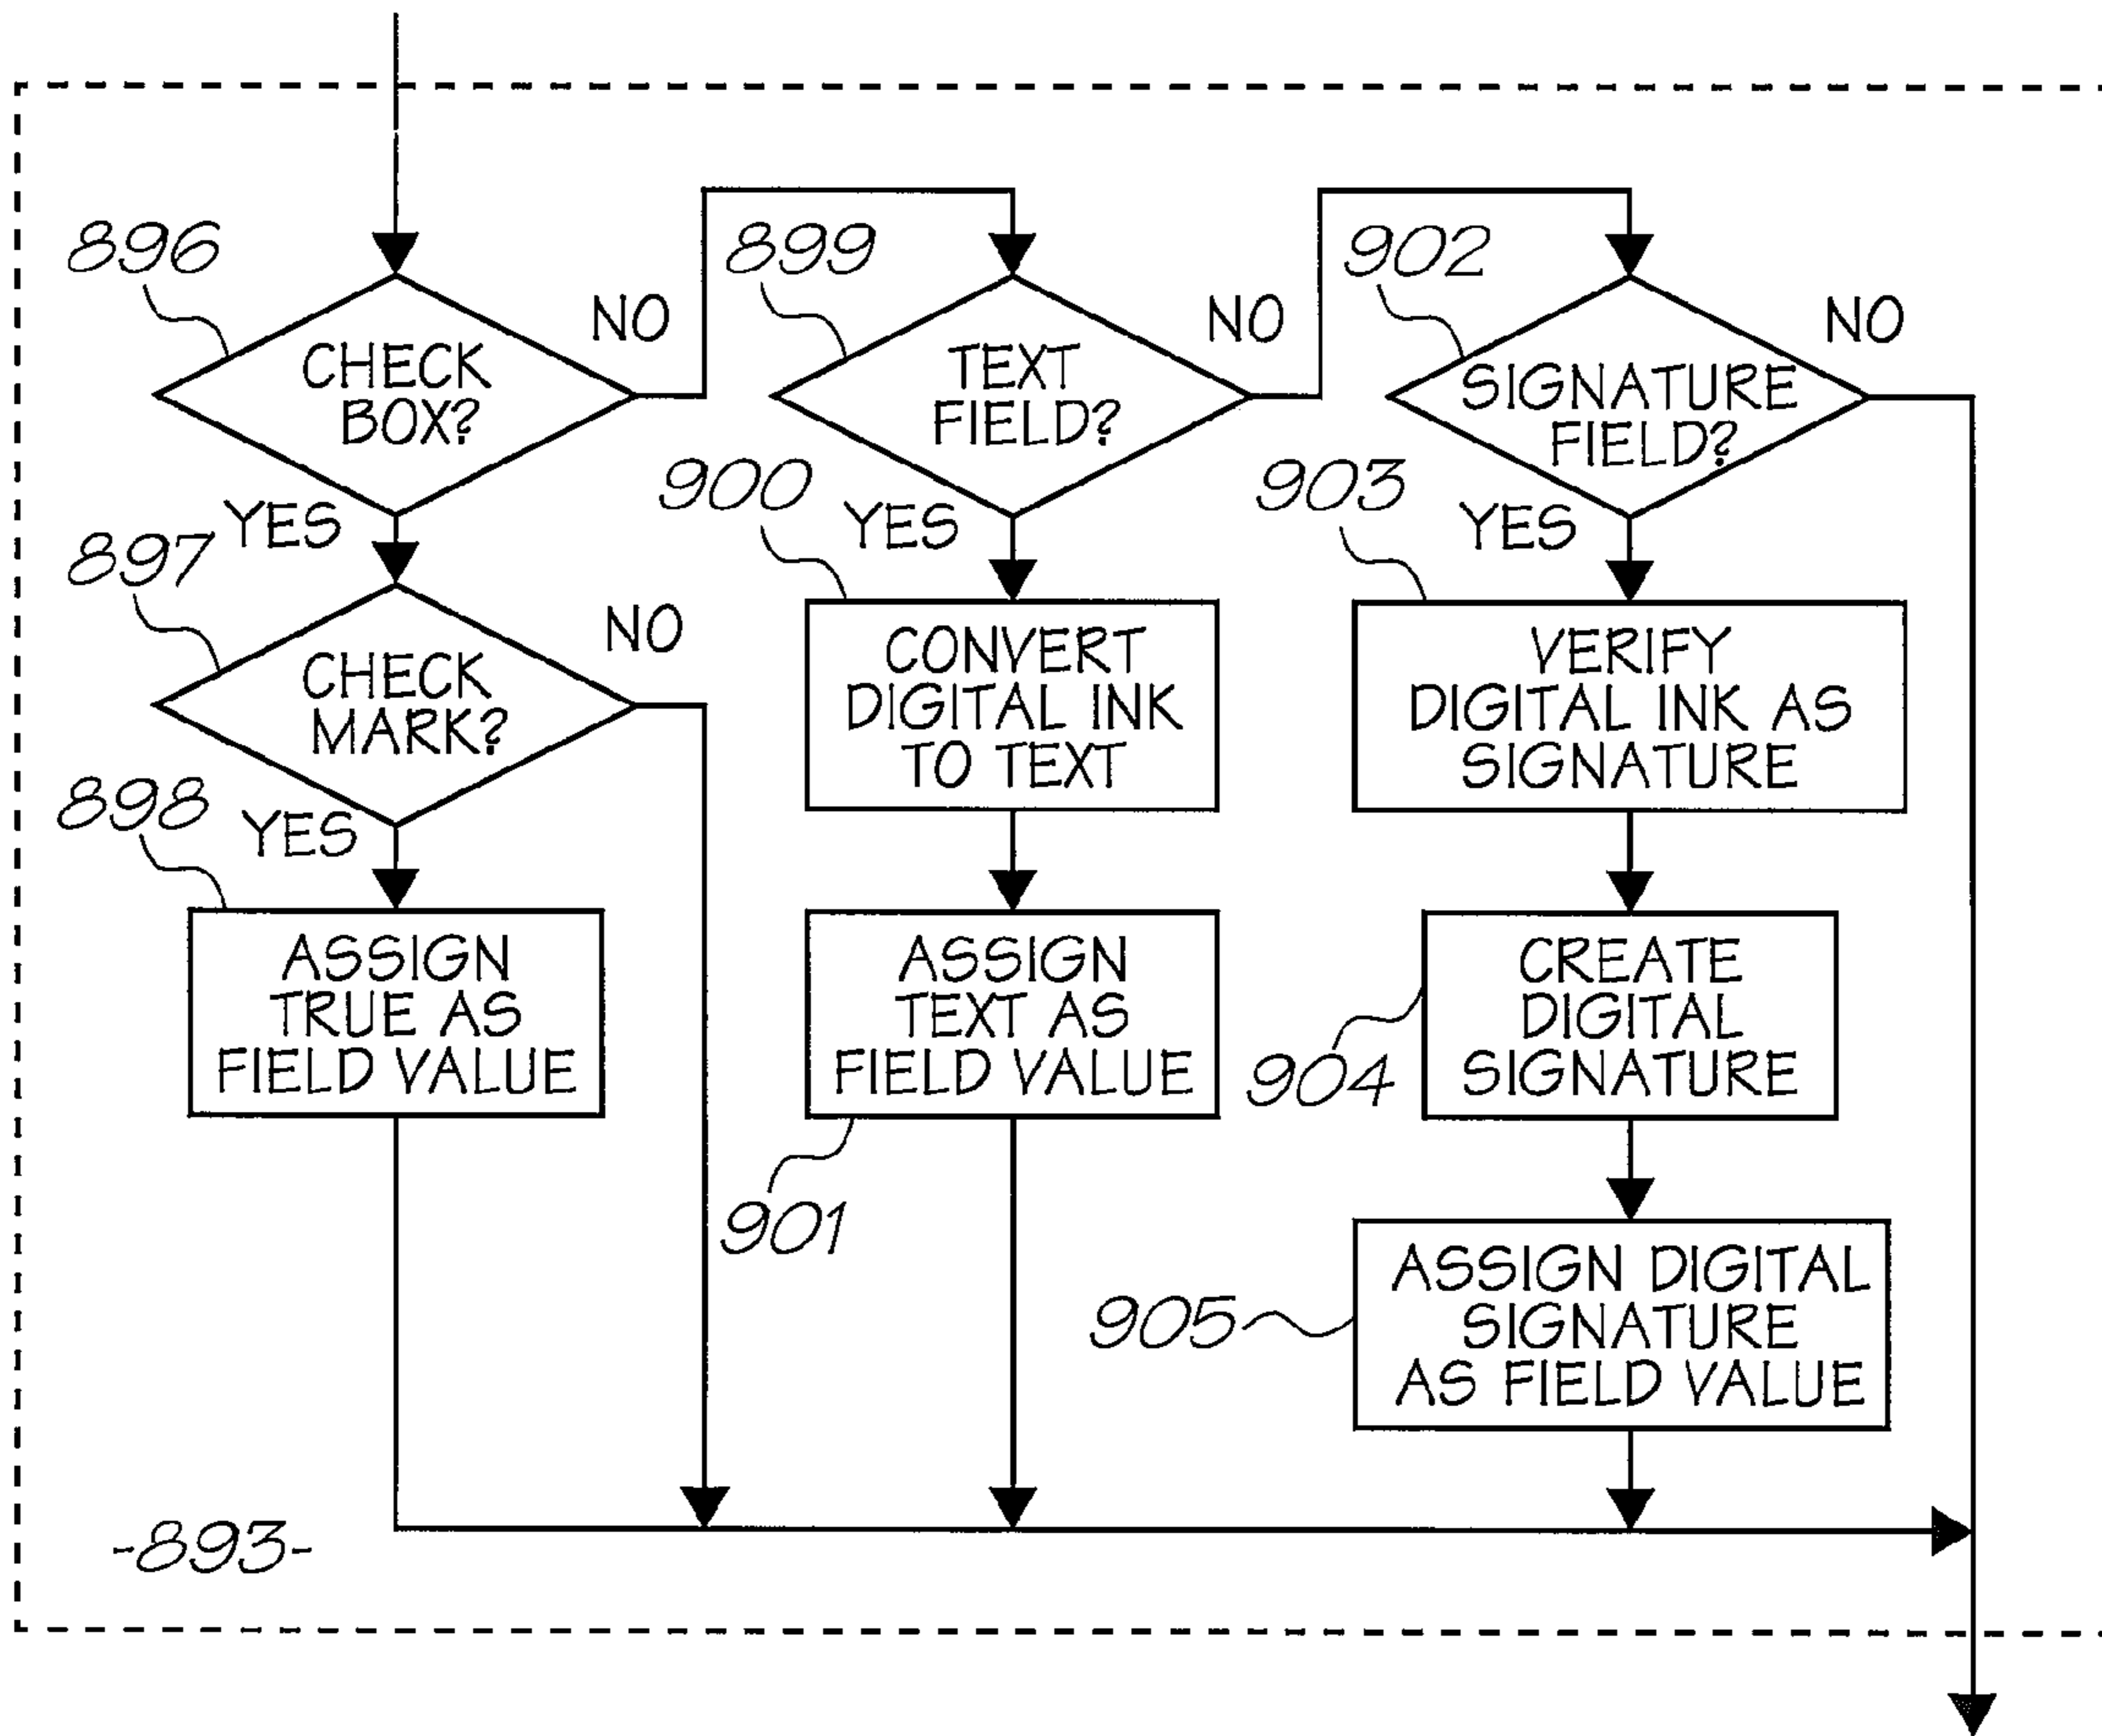 896
CHECK
BOX?
NO
YES
897
CHECK
MARK?
NO
YES
898
ASSIGN
TRUE AS
FIELD VALUE
899
TEXT
FIELD?
NO
YES
900
CONVERT
DIGITAL INK
TO TEXT
ASSIGN
TEXT AS
FIELD VALUE
901
902
SIGNATURE
FIELD?
NO
YES
903
VERIFY
DIGITAL INK AS
SIGNATURE
CREATE
DIGITAL
SIGNATURE
904
ASSIGN DIGITAL
SIGNATURE
AS FIELD VALUE
905
-893-